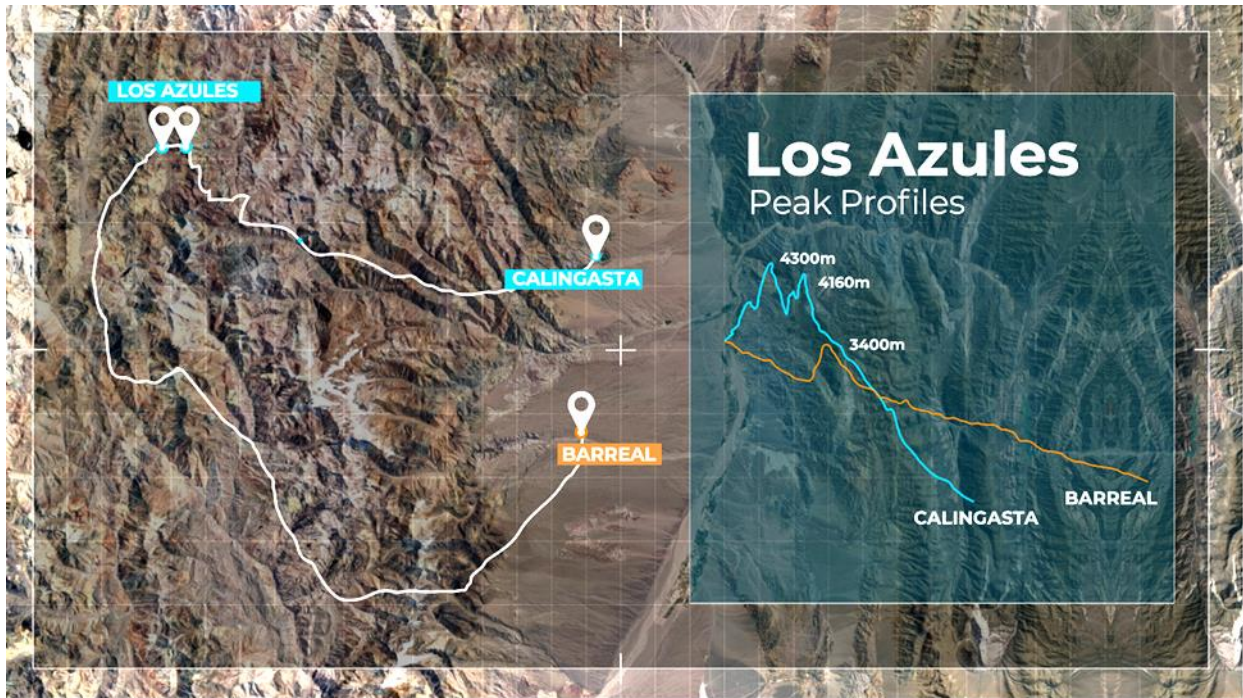 LOS AZULES
CALINGASTA
BARREAL
Los Azules
Peak Profiles
4300m
4160m
3400m
BARREAL
CALINGASTA